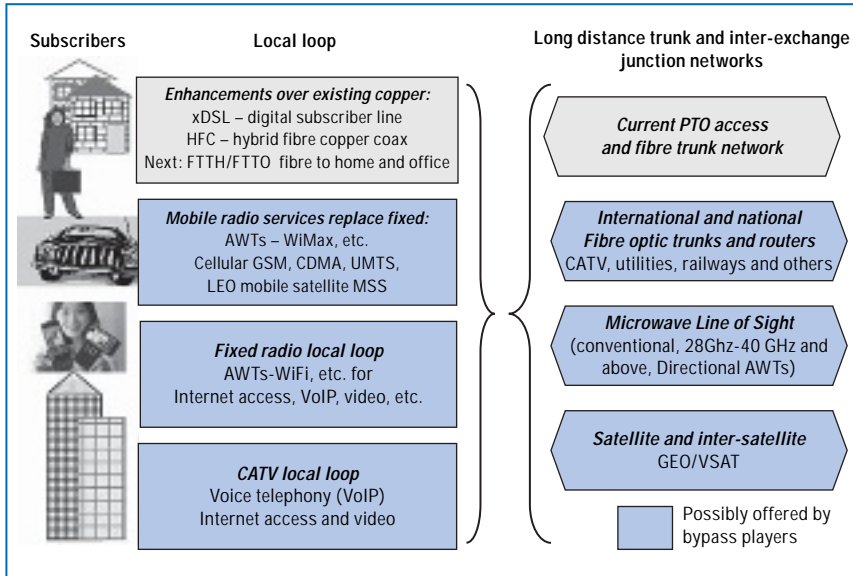 Subscribers
Local loop
Long distance trunk and inter-exchange
junction networks
Enhancements over existing copper:
xDSL – digital subscriber line
HFC – hybrid fibre copper coax
Next: FTTH/FTTO fibre to home and office
Mobile radio services replace fixed:
AWTs – WiMax, etc.
Cellular GSM, CDMA, UMTS,
LEO mobile satellite MSS
Fixed radio local loop
AWTs-WiFi, etc. for
Internet access, VoIP, video, etc.
CATV local loop
Voice telephony (VoIP)
Internet access and video
Current PTO access
and fibre trunk network
International and national
Fibre optic trunks and routers
CATV, utilities, railways and others
Microwave Line of Sight
(conventional, 28Ghz-40 GHz and
above, Directional AWTs)
Satellite and inter-satellite
GEO/VSAT
Possibly offered by
bypass players